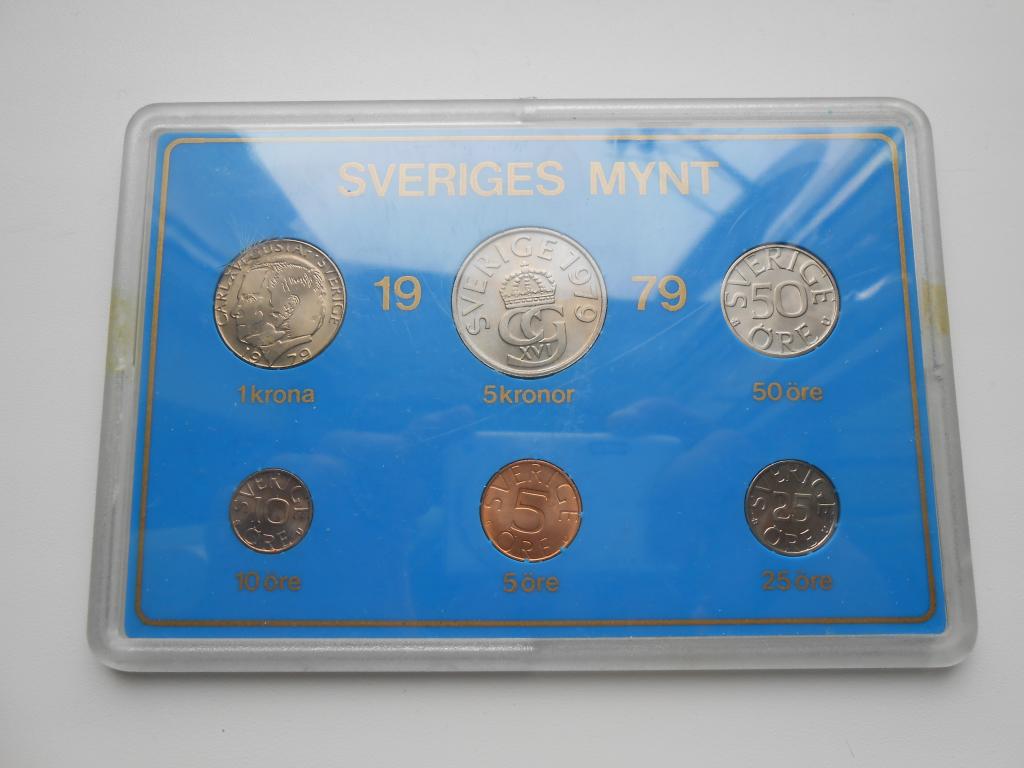 SVERIGES MYNT
CARL XVI GUSTAF · SVERIGE
1979
19
SVERIGE 1979
CG
XVI
79
SVERIGE
50
ÖRE
1 krona
5 kronor
50 öre
SVERIGE
10
ÖRE
SVERIGE
5
ÖRE
SVERIGE
25
ÖRE
10 öre
5 öre
25 öre